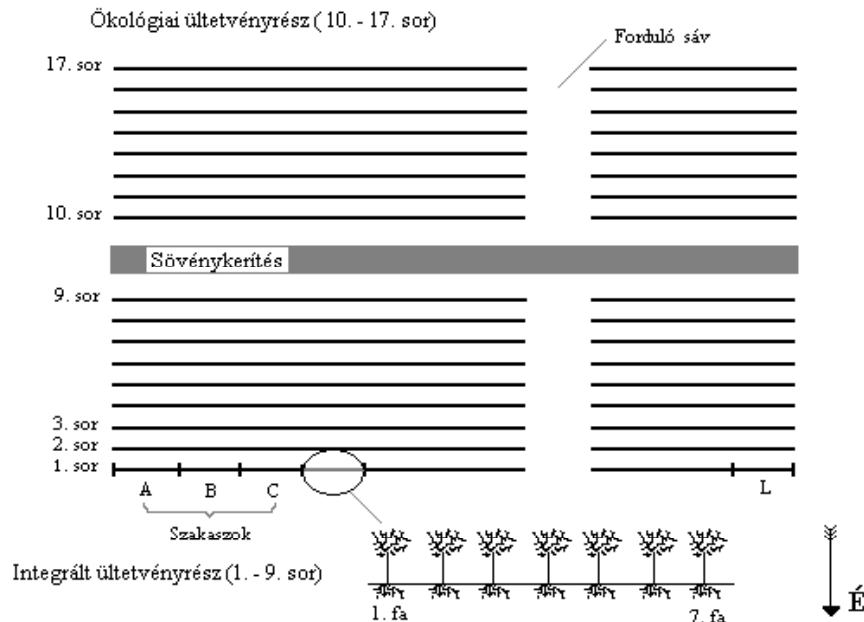 Ökológiai ültetvényrész ( 10. - 17. sor)
Forduló sáv
17. sor
10. sor
Sövénykerítés
9. sor
3. sor
2. sor
1. sor
A B C L
Szakaszok
Integrált ültetvényrész (1. - 9. sor)
1. fa 7. fa
É